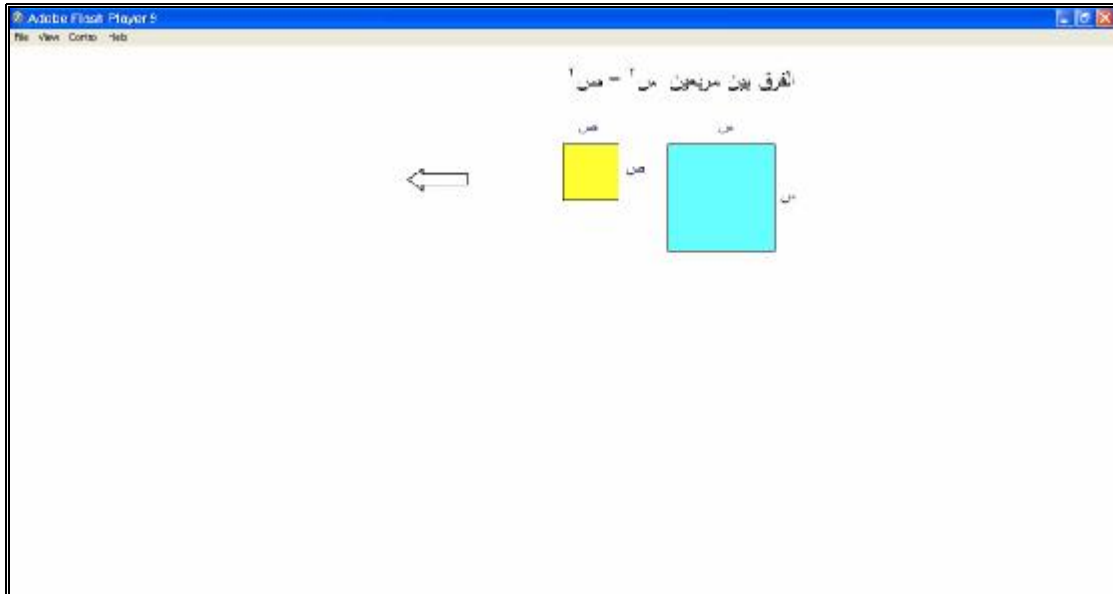 Adobe Flash Player 9
File View Control Help
الفرق بين مربعين س٢ - ص٢
ص
س
ص
س